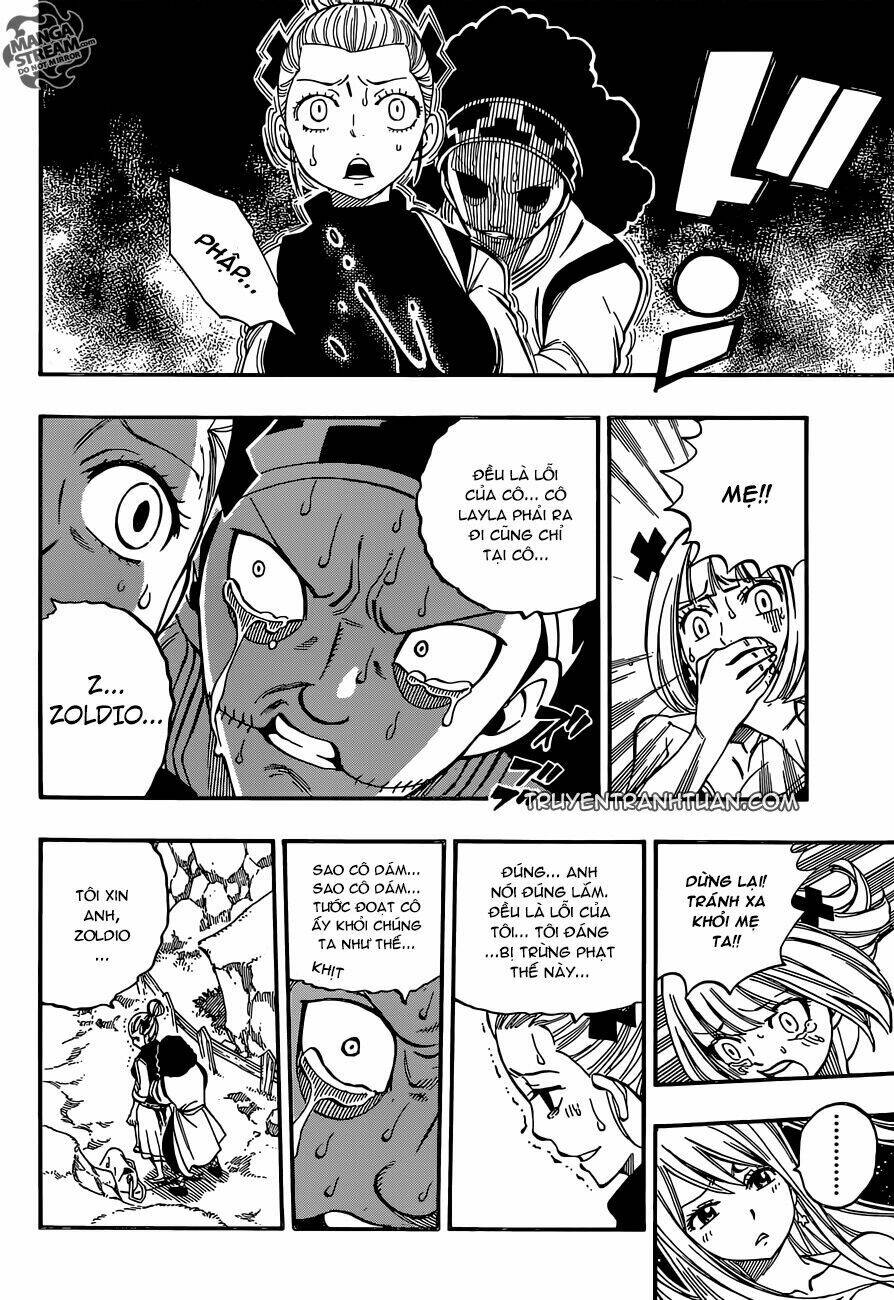 MANGA
STREAM.com
DO NOT MIRROR
ド
ン
PHẬP...
MẸ!!
ĐỀU LÀ LỖI
CỦA CÔ... CÔ
LAYLA PHẢI RA
ĐI CŨNG CHỈ
TẠI CÔ...
Z...
ZOLDIO...
TRUYENTRANHTUAN.COM
DỪNG LẠI!
TRÁNH XA
KHỎI MẸ
TA!!
..........
ĐÚNG... ANH
NÓI ĐÚNG LẮM.
ĐỀU LÀ LỖI CỦA
TÔI... TÔI ĐÁNG
...BỊ TRỪNG PHẠT
THẾ NÀY...
SAO CÔ DÁM...
SAO CÔ DÁM...
TƯỚC ĐOẠT CÔ
ẤY KHỎI CHÚNG
TA NHƯ THẾ...
KHỊT
TÔI XIN
ANH,
ZOLDIO
...